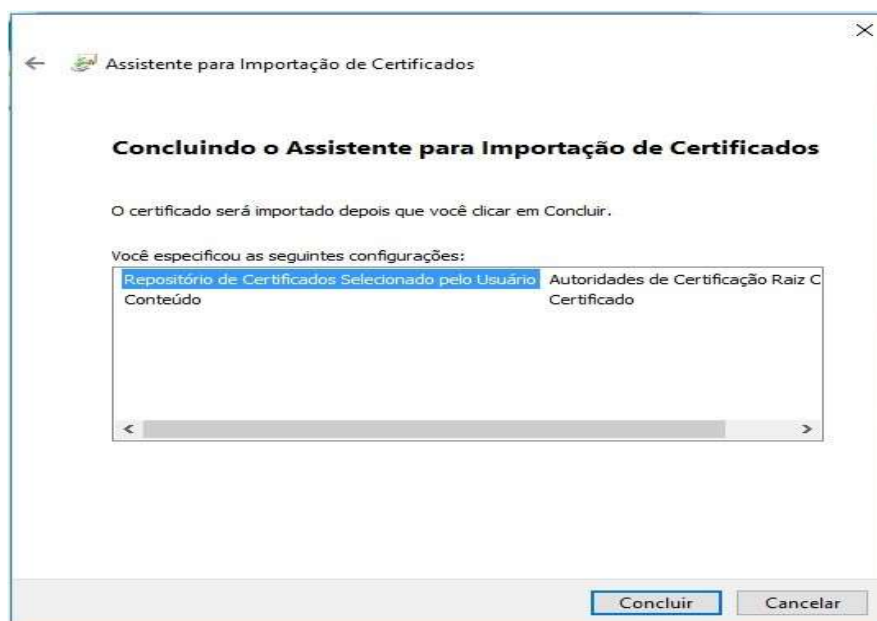 Assistente para Importação de Certificados
Concluindo o Assistente para Importação de Certificados
O certificado será importado depois que você clicar em Concluir.
Você especificou as seguintes configurações:
Repositório de Certificados Selecionado pelo Usuário Autoridades de Certificação Raiz C
Conteúdo Certificado
Concluir Cancelar